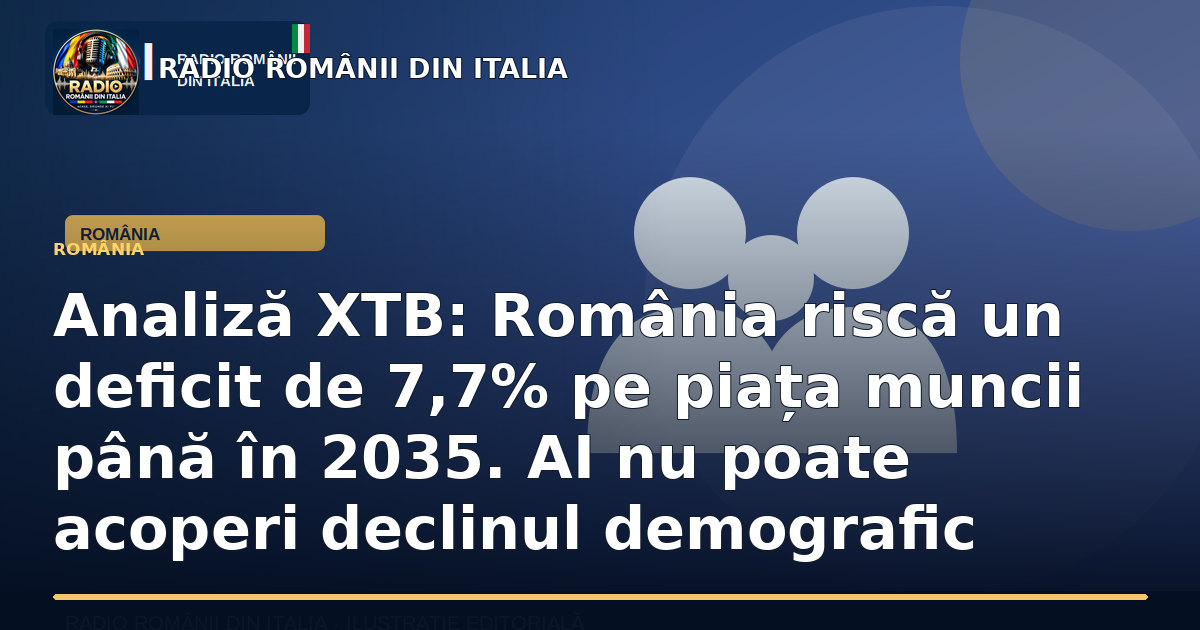 RADIO
ROMÂNII DIN ITALIA
RADIO ROMÂNII
DIN ITALIA
RADIO ROMÂNII DIN ITALIA
ROMÂNIA
ROMÂNIA
Analiză XTB: România riscă un
deficit de 7,7% pe piața muncii
până în 2035. AI nu poate
acoperi declinul demografic
RADIO ROMÂNII DIN ITALIA · ILUSTRAȚIE EDITORIALĂ